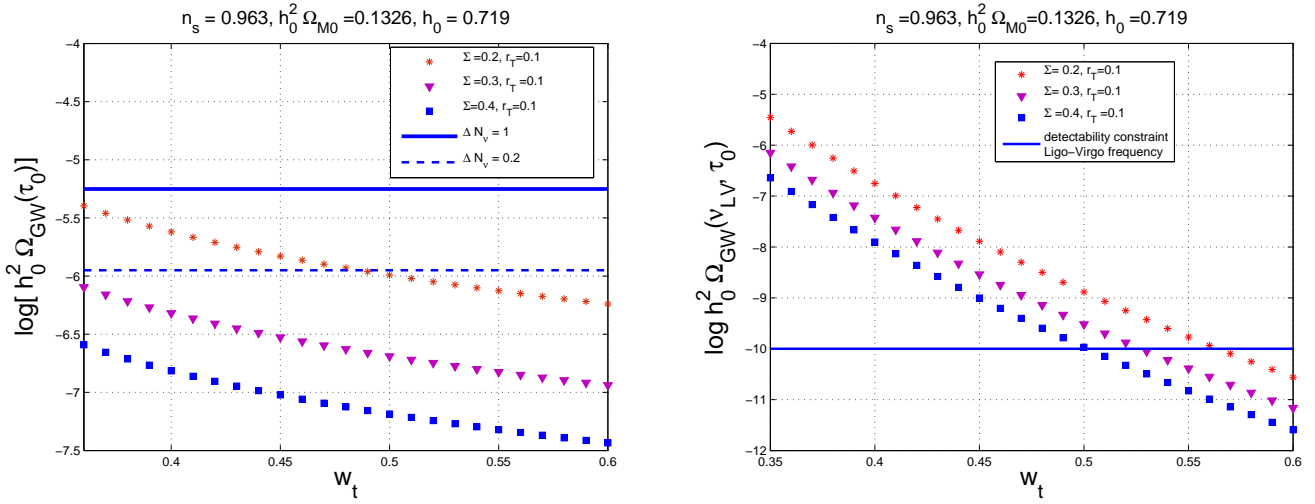 n_s = 0.963, h_0^2 Ω_M0 =0.1326, h_0 = 0.719
log[ h_0^2 Ω_GW(τ_0)]
-4
-4.5
-5
-5.5
-6
-6.5
-7
-7.5
Σ =0.2, r_T=0.1
Σ =0.3, r_T=0.1
Σ=0.4, r_T=0.1
Δ N_ν = 1
Δ N_ν = 0.2
0.4
0.45
0.5
0.55
0.6
w_t
n_s = 0.963, h_0^2 Ω_M0=0.1326, h_0 = 0.719
log h_0^2 Ω_GW(ν_LV, τ_0)
-4
-5
-6
-7
-8
-9
-10
-11
-12
Σ= 0.2, r_T=0.1
Σ = 0.3, r_T=0.1
Σ =0.4, r_T=0.1
detectability constraint
Ligo-Virgo frequency
0.35
0.4
0.45
0.5
0.55
0.6
w_t